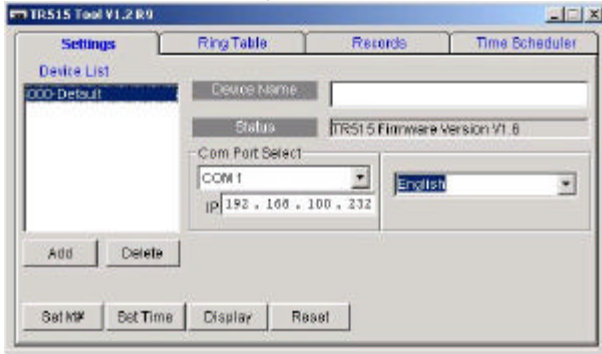 TR515 Tool V1.2 R9
Settings
Ring Table
Records
Time Scheduler
Device List
000-Default
Device Name
Status
TR515 Firmware Version V1.6
Com Port Select
COM 1
IP 192 . 168 . 100 . 232
English
Add
Delete
Set M#
Set Time
Display
Reset